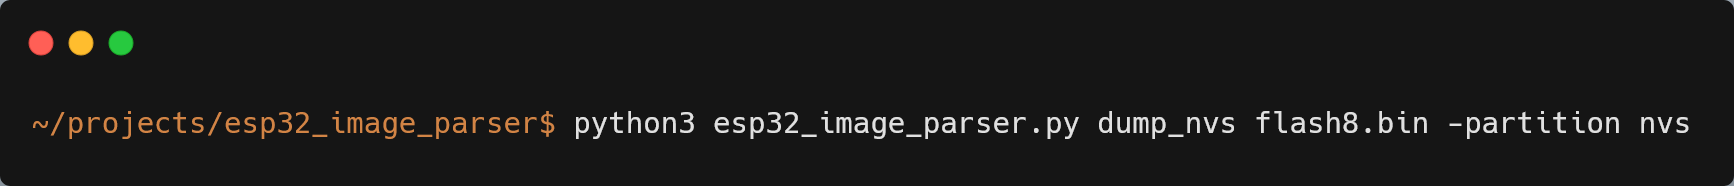 ~/projects/esp32_image_parser$ python3 esp32_image_parser.py dump_nvs flash8.bin -partition nvs